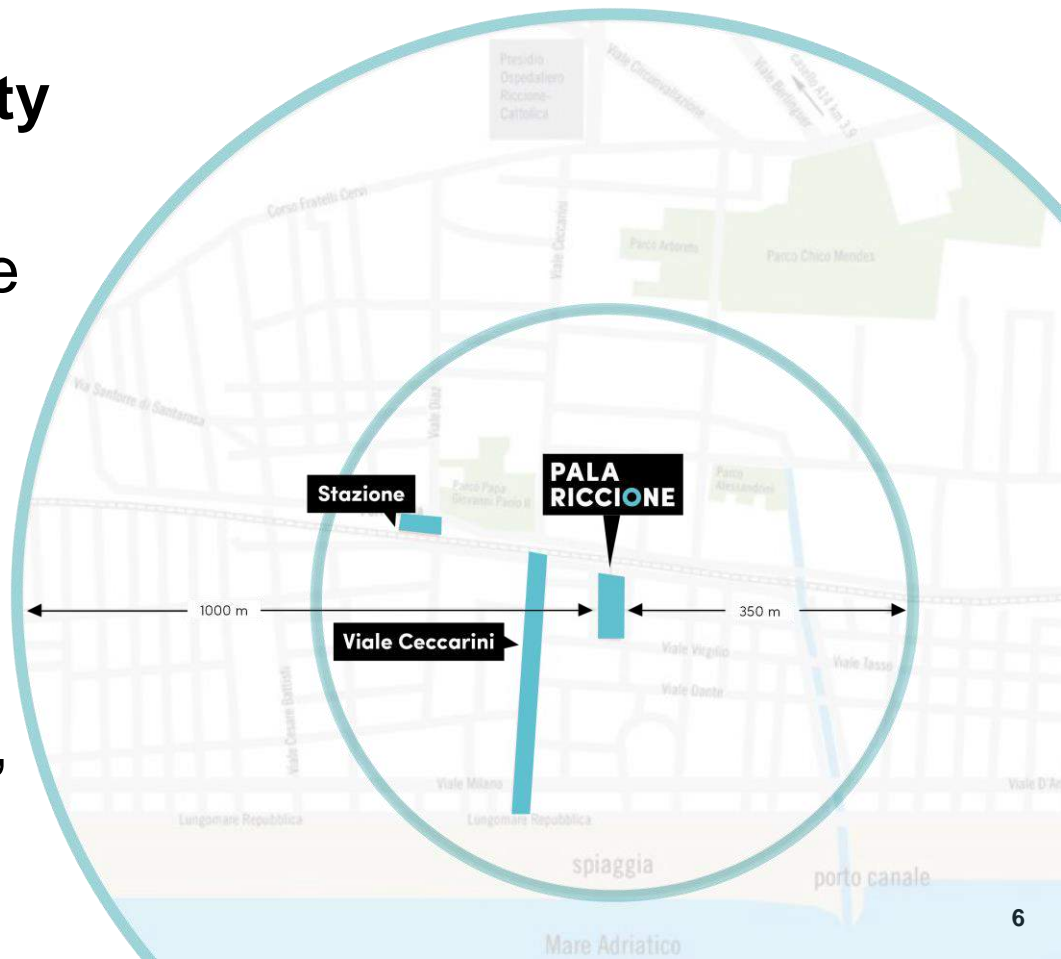 ty
e
,
Presidio
Ospedaliero
Riccione-
Cattolica
Viale Circonvallazione
Viale Berlinguer
casello A14 km 3,9
Corso Fratelli Cervi
Viale Ceccarini
Parco Arboreto
Parco Chico Mendes
Via Santorre di Santarosa
Viale Diaz
Stazione
Parco Papa
Giovanni Paolo II
PALA
RICCIONE
Parco
Alessandrini
1000 m
350 m
Viale Ceccarini
Viale Virgilio
Viale Tasso
Viale Dante
Viale Cesare Battisti
Viale Milano
Viale D'An
Lungomare Repubblica
Lungomare Repubblica
spiaggia
porto canale
Mare Adriatico
6